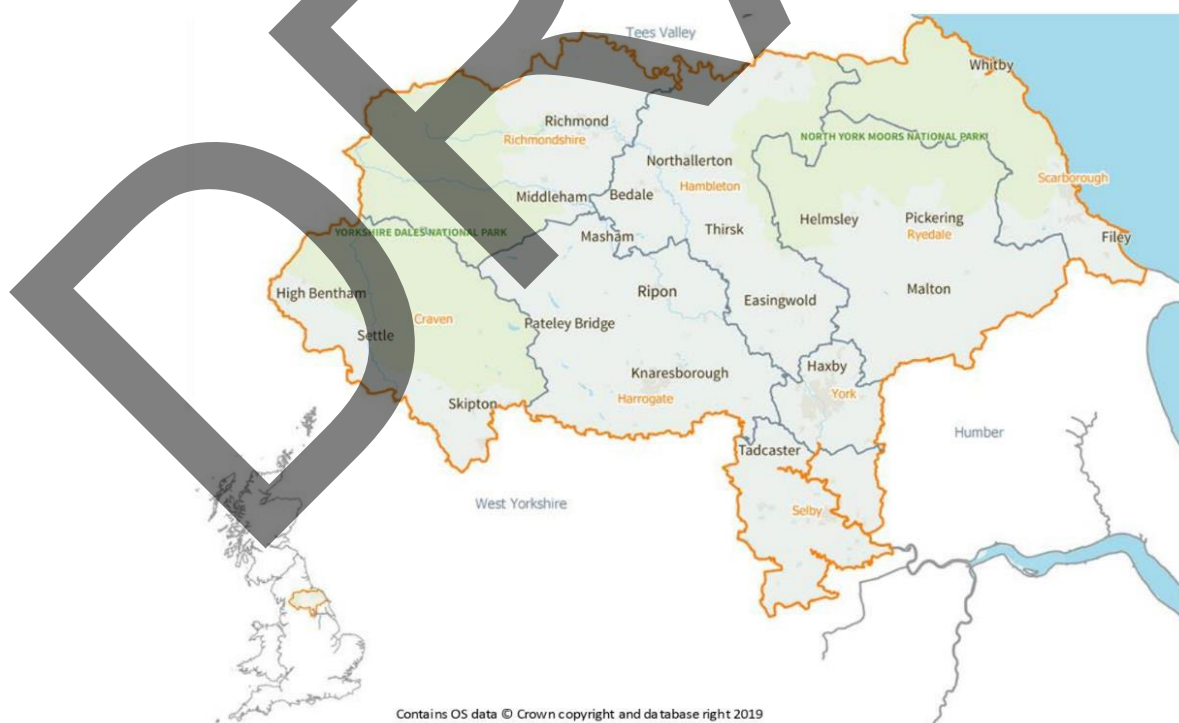 Tees Valley
Whitby
Richmond
Richmondshire
NORTH YORK MOORS NATIONAL PARK
Northallerton
Hambleton
Scarborough
Middleham
Bedale
Helmsley
Pickering
Ryedale
YORKSHIRE DALES NATIONAL PARK
Masham
Thirsk
Filey
High Bentham
Ripon
Easingwold
Malton
Craven
Pateley Bridge
Settle
Knaresborough
Haxby
Skipton
Harrogate
York
Humber
Tadcaster
West Yorkshire
Selby
Contains OS data © Crown copyright and database right 2019